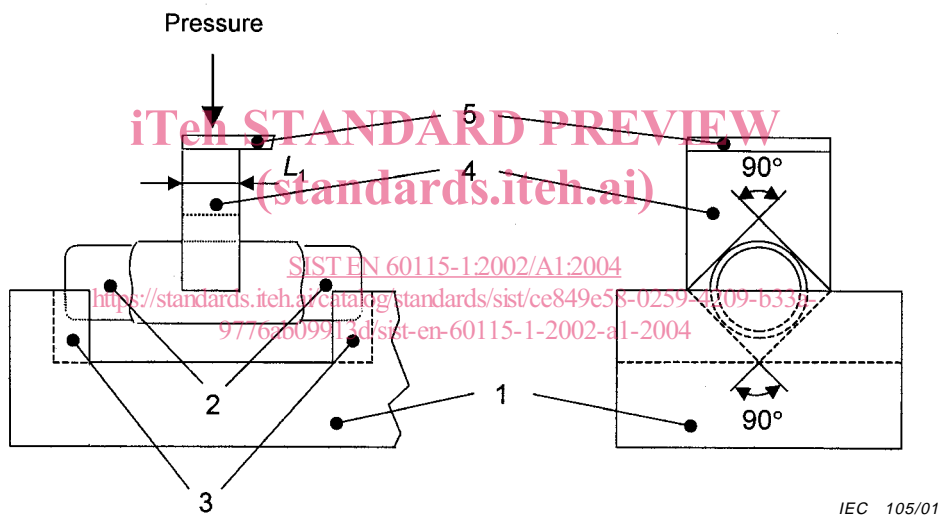 Pressure
iTeh STANDARD PREVIEW
5
L1
4
(standards.iteh.ai)
90°
SIST EN 60115-1:2002/A1:2004
https://standards.iteh.ai/catalog/standards/sist/ce849e58-0259-4709-b334-
9776ab09913d/sist-en-60115-1-2002-a1-2004
2
1
90°
3
IEC 105/01